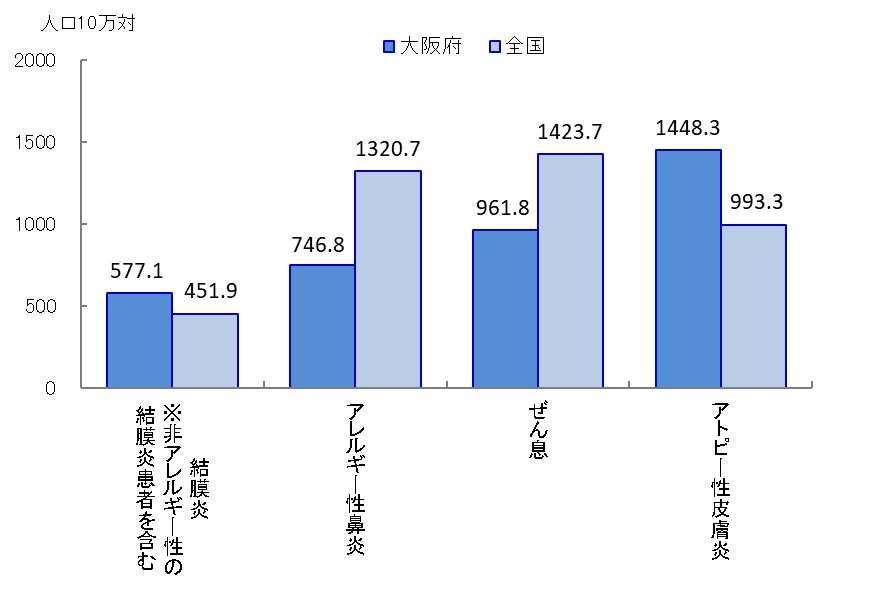 人口10万対
大阪府 全国
2000
1500
1000
500
0
577.1
451.9
746.8
1320.7
961.8
1423.7
1448.3
993.3
結膜炎
※非アレルギー性の
結膜炎患者を含む
アレルギー性鼻炎
ぜん息
アトピー性皮膚炎